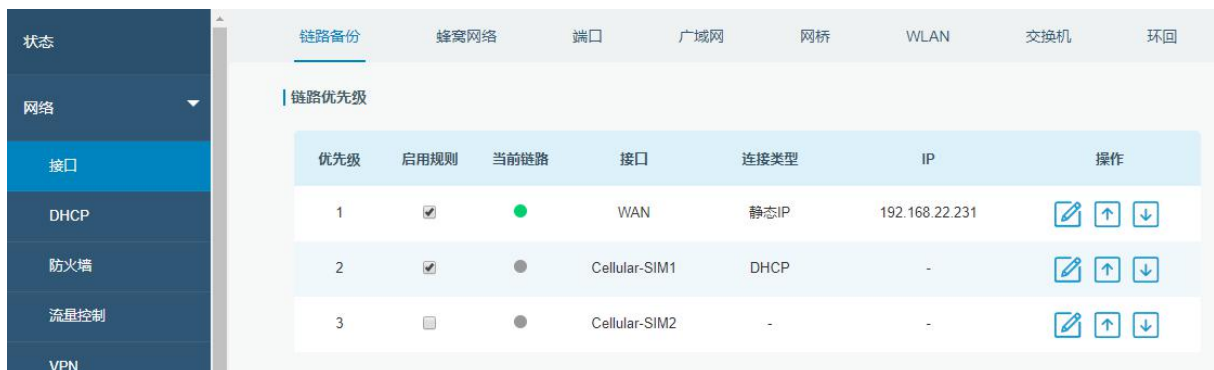 状态
网络
接口
DHCP
防火墙
流量控制
VPN
链路备份 蜂窝网络 端口 广域网 网桥 WLAN 交换机 环回
链路优先级
优先级 启用规则 当前链路 接口 连接类型 IP 操作
1 WAN 静态IP 192.168.22.231
2 Cellular-SIM1 DHCP -
3 Cellular-SIM2 - -